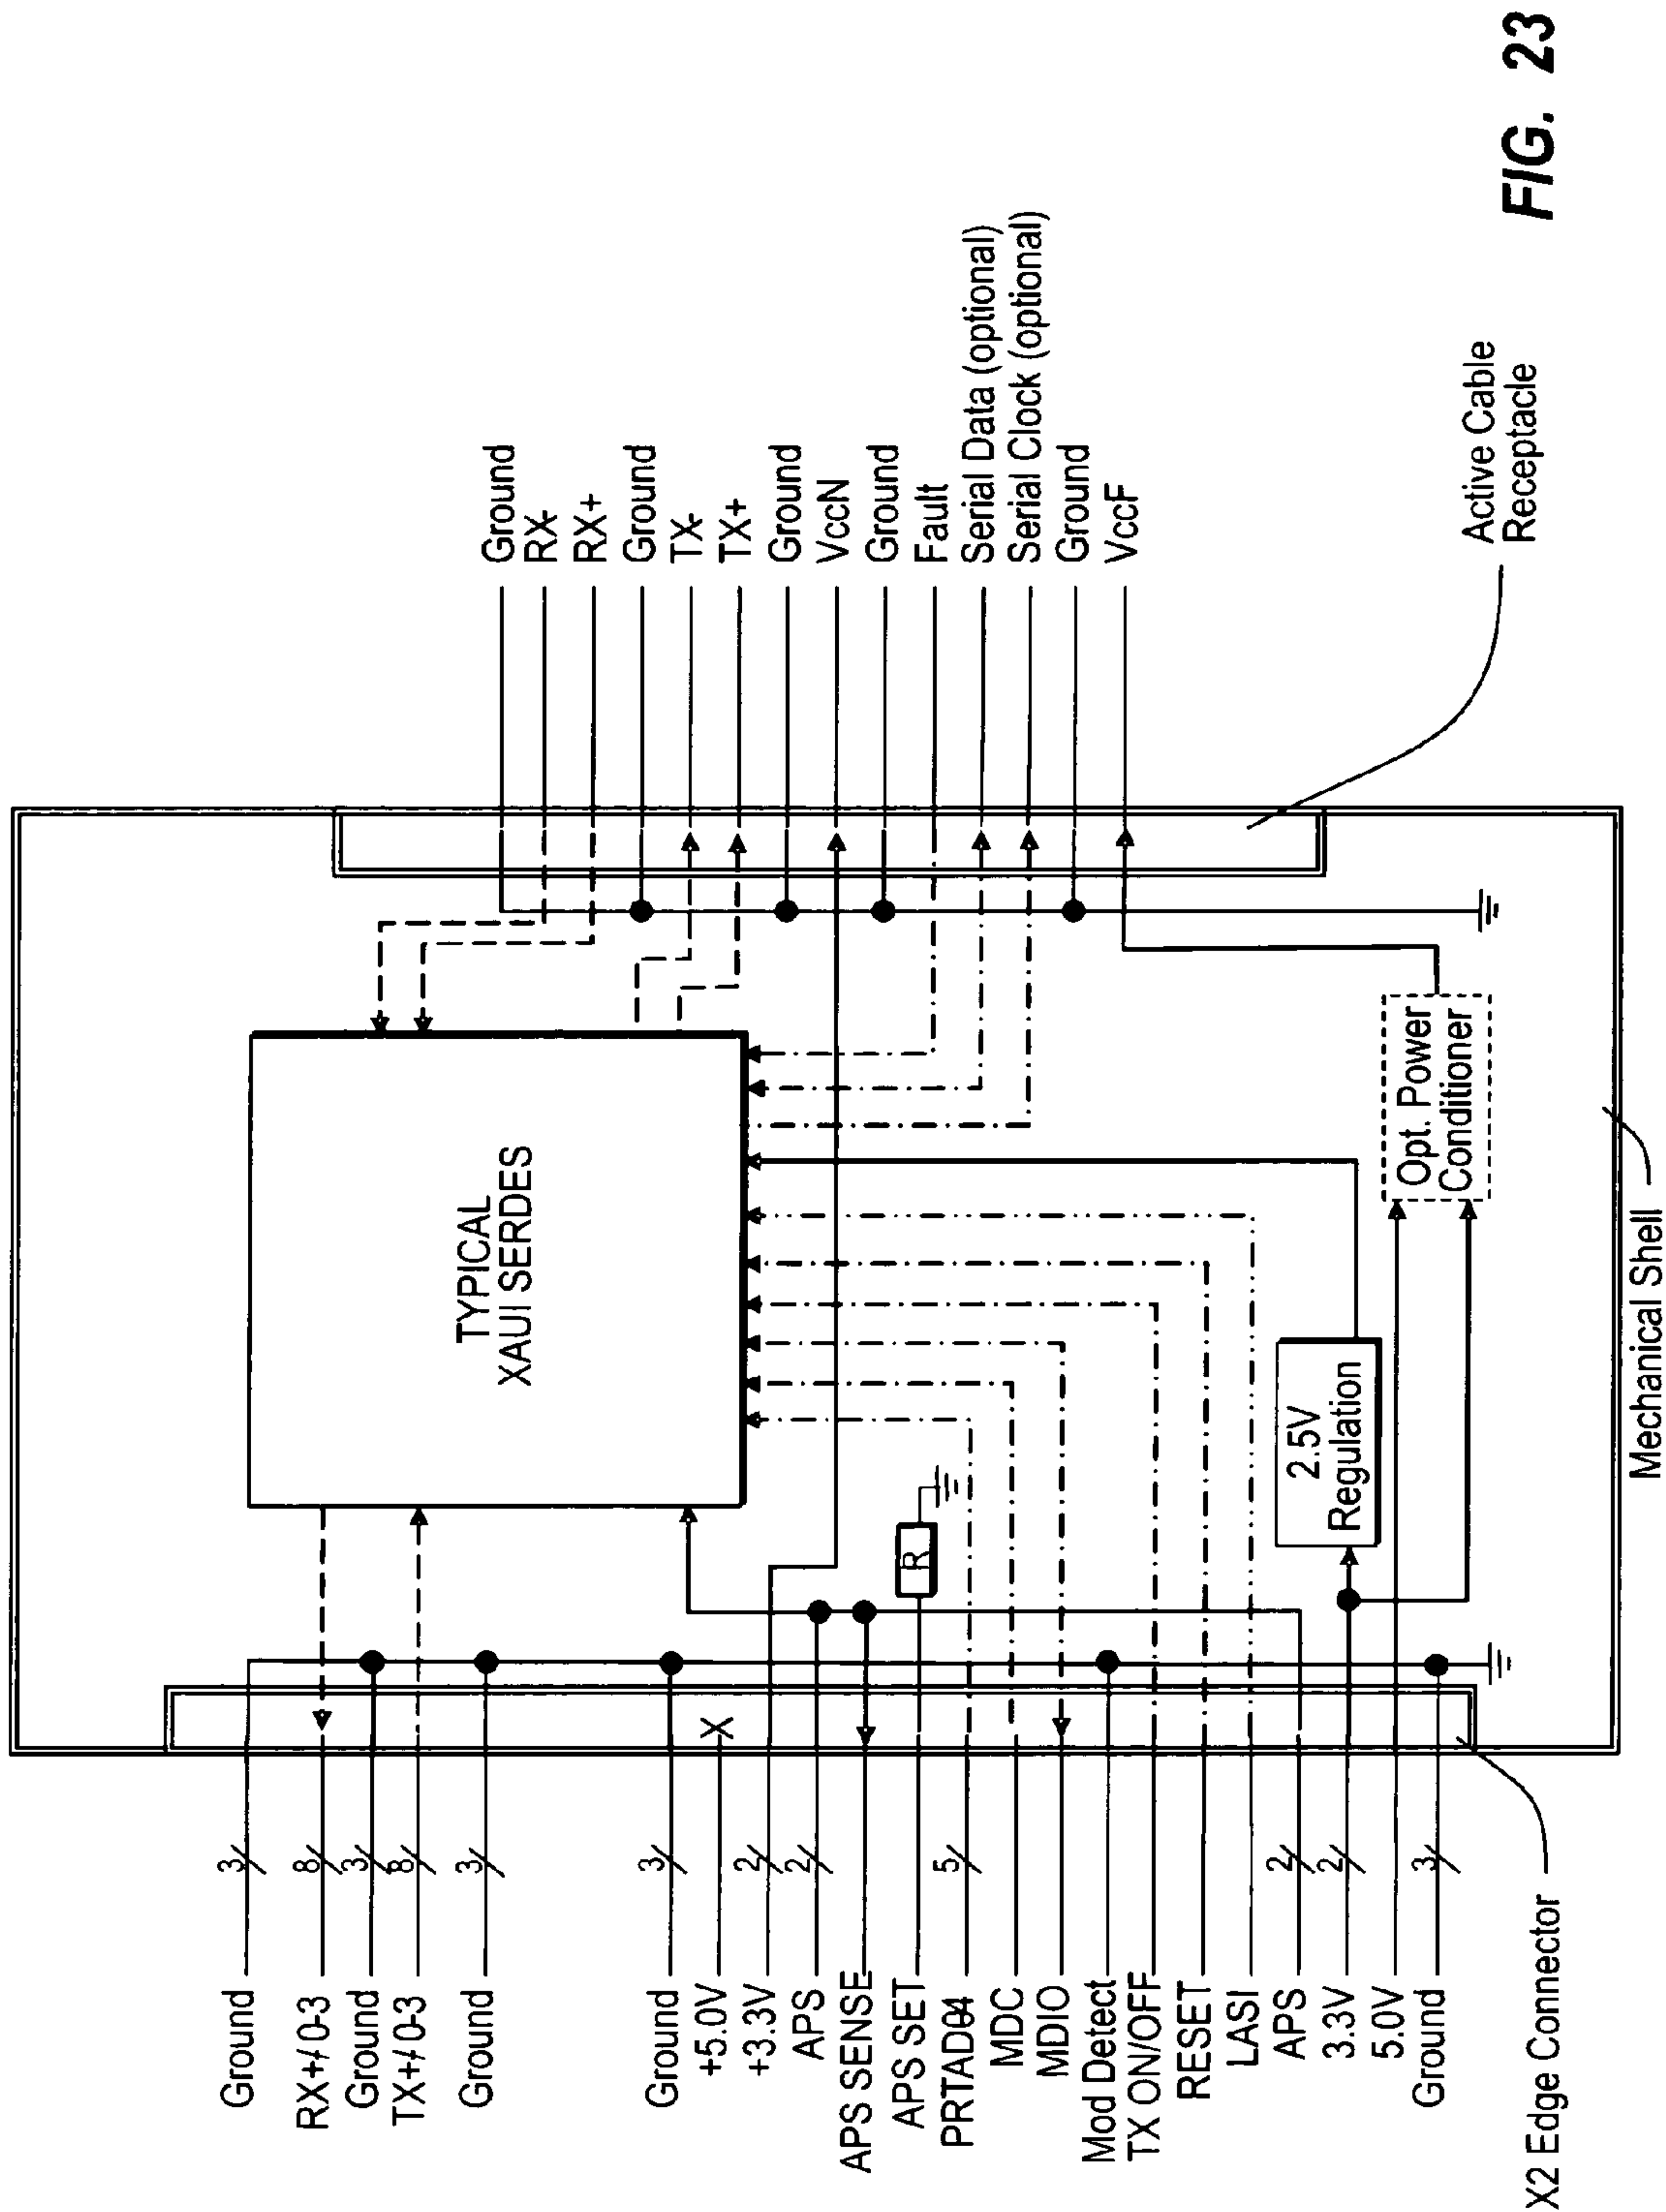 Ground
RX+/ 0-3
Ground
TX+/ 0-3
Ground
Ground
+5.0V
+3.3V
APS
APS SENSE
APS SET
PRTAD04
MDC
MDIO
Mod Detect
TX ON/OFF
RESET
LASI
APS
3.3V
5.0V
Ground
3
8
3
8
3
3
2
2
5
2
2
3
X
R
TYPICAL
XAUI SERDES
2.5V
Regulation
Opt. Power
Conditioner
Ground
RX-
RX+
Ground
TX-
TX+
Ground
VccN
Ground
Fault
Serial Data (optional)
Serial Clock (optional)
Ground
VccF
X2 Edge Connector
Mechanical Shell
Active Cable
Receptacle
FIG. 23